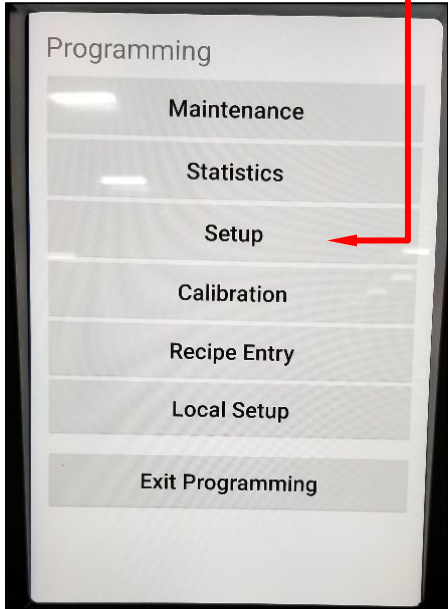 Programming
Maintenance
Statistics
Setup
Calibration
Recipe Entry
Local Setup
Exit Programming